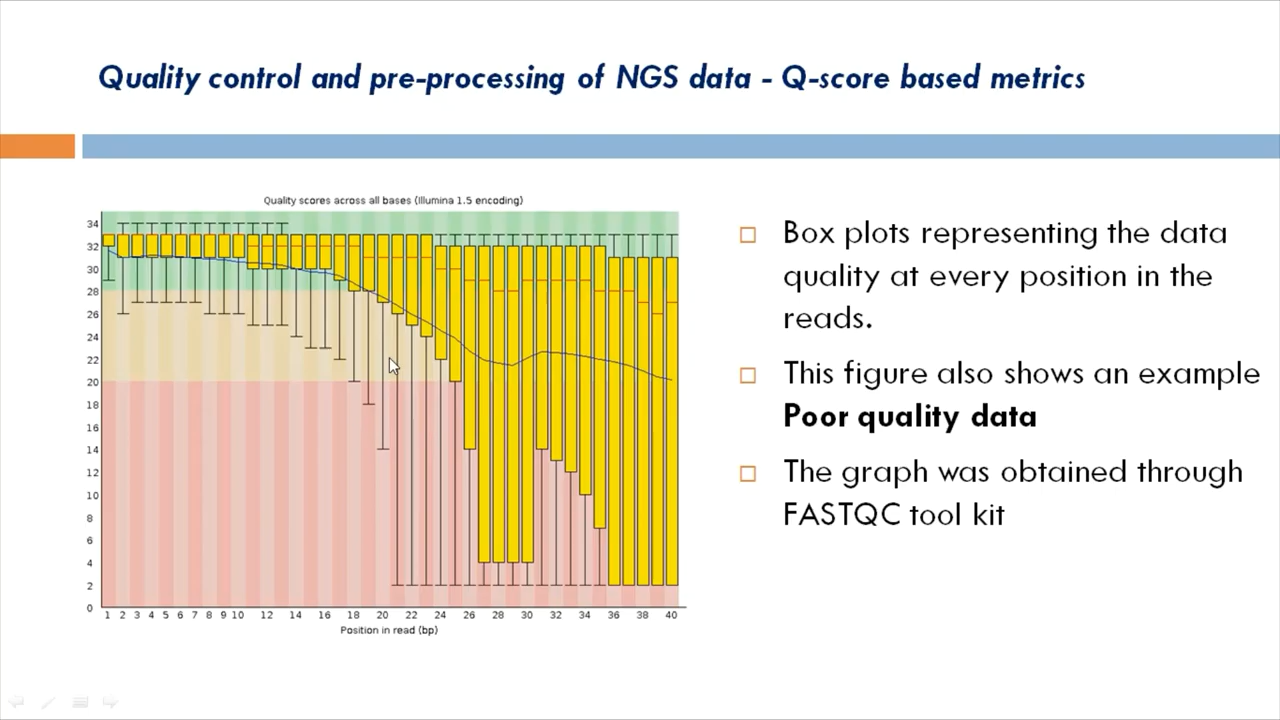 Quality control and pre-processing of NGS data - Q-score based metrics
Quality scores across all bases (Illumina 1.5 encoding)
34
32
30
28
26
24
22
20
18
16
14
12
10
8
6
4
2
0
1 2 3 4 5 6 7 8 9 10 12 14 16 18 20 22 24 26 28 30 32 34 36 38 40
Position in read (bp)
Box plots representing the data
quality at every position in the
reads.
This figure also shows an example
Poor quality data
The graph was obtained through
FASTQC tool kit